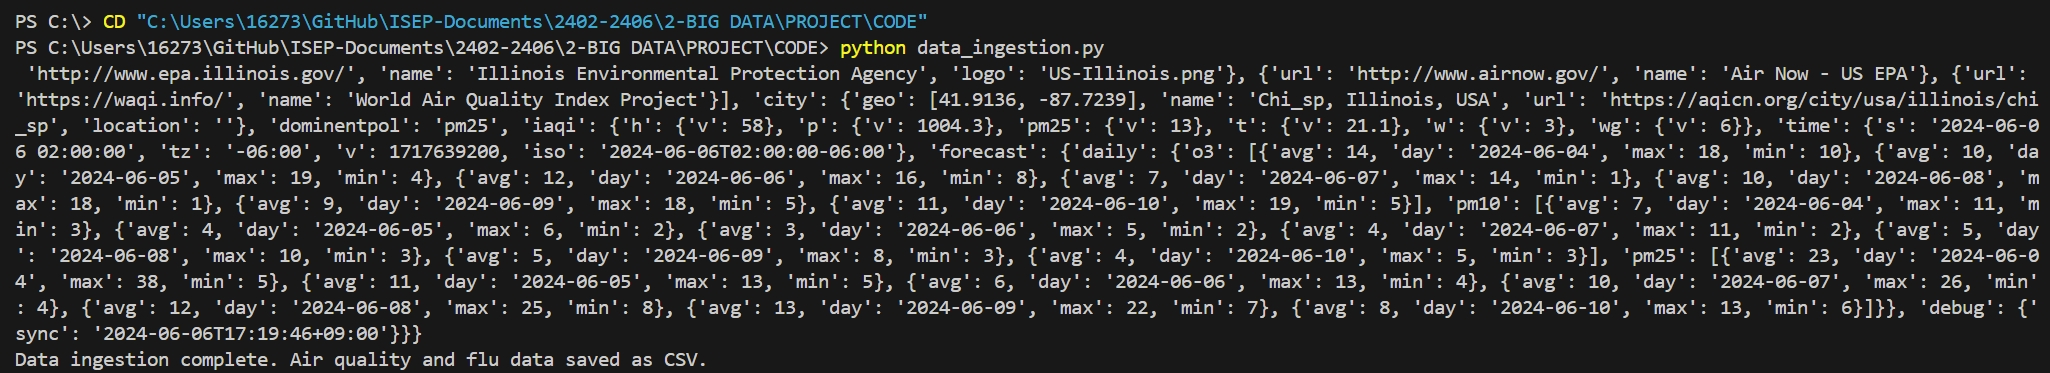 PS C:\> CD "C:\Users\16273\GitHub\ISEP-Documents\2402-2406\2-BIG DATA\PROJECT\CODE"
PS C:\Users\16273\GitHub\ISEP-Documents\2402-2406\2-BIG DATA\PROJECT\CODE> python data_ingestion.py
 'http://www.epa.illinois.gov/', 'name': 'Illinois Environmental Protection Agency', 'logo': 'US-Illinois.png'}, {'url': 'http://www.airnow.gov/', 'name': 'Air Now - US EPA'}, {'url':
'https://waqi.info/', 'name': 'World Air Quality Index Project'}], 'city': {'geo': [41.9136, -87.7239], 'name': 'Chi_sp, Illinois, USA', 'url': 'https://aqicn.org/city/usa/illinois/chi
_sp', 'location': ''}, 'dominentpol': 'pm25', 'iaqi': {'h': {'v': 58}, 'p': {'v': 1004.3}, 'pm25': {'v': 13}, 't': {'v': 21.1}, 'w': {'v': 3}, 'wg': {'v': 6}}, 'time': {'s': '2024-06-0
6 02:00:00', 'tz': '-06:00', 'v': 1717639200, 'iso': '2024-06-06T02:00:00-06:00'}, 'forecast': {'daily': {'o3': [{'avg': 14, 'day': '2024-06-04', 'max': 18, 'min': 10}, {'avg': 10, 'da
y': '2024-06-05', 'max': 19, 'min': 4}, {'avg': 12, 'day': '2024-06-06', 'max': 16, 'min': 8}, {'avg': 7, 'day': '2024-06-07', 'max': 14, 'min': 1}, {'avg': 10, 'day': '2024-06-08', 'm
ax': 18, 'min': 1}, {'avg': 9, 'day': '2024-06-09', 'max': 18, 'min': 5}, {'avg': 11, 'day': '2024-06-10', 'max': 19, 'min': 5}], 'pm10': [{'avg': 7, 'day': '2024-06-04', 'max': 11, 'm
in': 3}, {'avg': 4, 'day': '2024-06-05', 'max': 6, 'min': 2}, {'avg': 3, 'day': '2024-06-06', 'max': 5, 'min': 2}, {'avg': 4, 'day': '2024-06-07', 'max': 11, 'min': 2}, {'avg': 5, 'day
': '2024-06-08', 'max': 10, 'min': 3}, {'avg': 5, 'day': '2024-06-09', 'max': 8, 'min': 3}, {'avg': 4, 'day': '2024-06-10', 'max': 5, 'min': 3}], 'pm25': [{'avg': 23, 'day': '2024-06-0
4', 'max': 38, 'min': 5}, {'avg': 11, 'day': '2024-06-05', 'max': 13, 'min': 5}, {'avg': 6, 'day': '2024-06-06', 'max': 13, 'min': 4}, {'avg': 10, 'day': '2024-06-07', 'max': 26, 'min'
: 4}, {'avg': 12, 'day': '2024-06-08', 'max': 25, 'min': 8}, {'avg': 13, 'day': '2024-06-09', 'max': 22, 'min': 7}, {'avg': 8, 'day': '2024-06-10', 'max': 13, 'min': 6}]}}, 'debug': {'
sync': '2024-06-06T17:19:46+09:00'}}}
Data ingestion complete. Air quality and flu data saved as CSV.